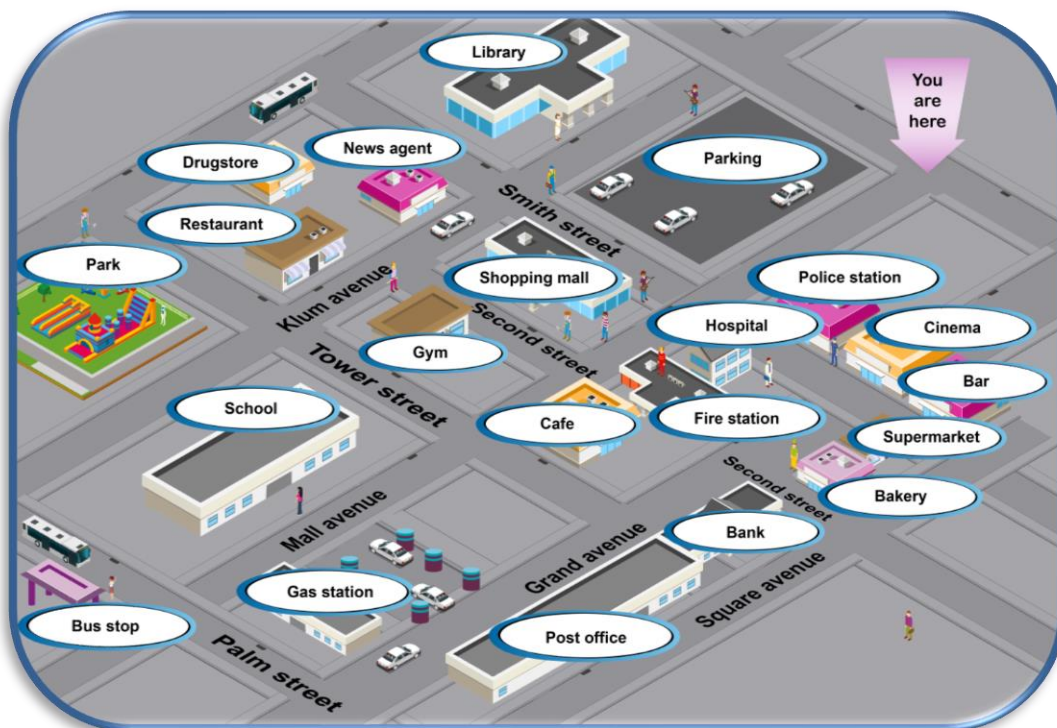 Library
You
are
here
Drugstore
News agent
Parking
Smith street
Restaurant
Park
Klum avenue
Shopping mall
Police station
Second street
Hospital
Cinema
Gym
Tower street
Bar
School
Cafe
Fire station
Supermarket
Second street
Bakery
Mall avenue
Bank
Grand avenue
Gas station
Square avenue
Bus stop
Post office
Palm street